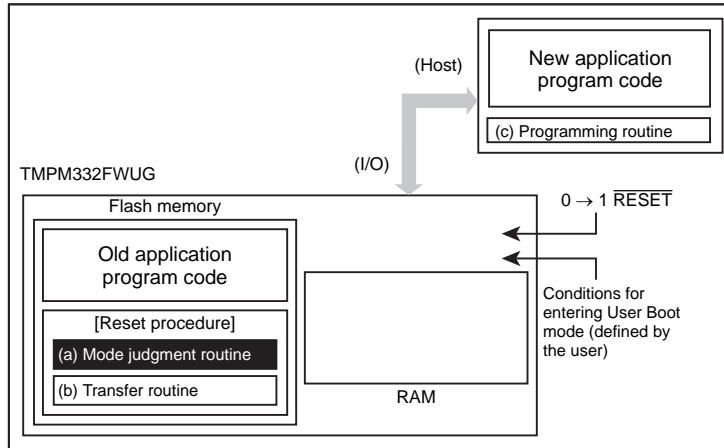 New application
program code
(Host)
(c) Programming routine
(I/O)
TMPM332FWUG
Flash memory
0 → 1 RESET
Old application
program code
[Reset procedure]
(a) Mode judgment routine
(b) Transfer routine
Conditions for
entering User Boot
mode (defined by
the user)
RAM